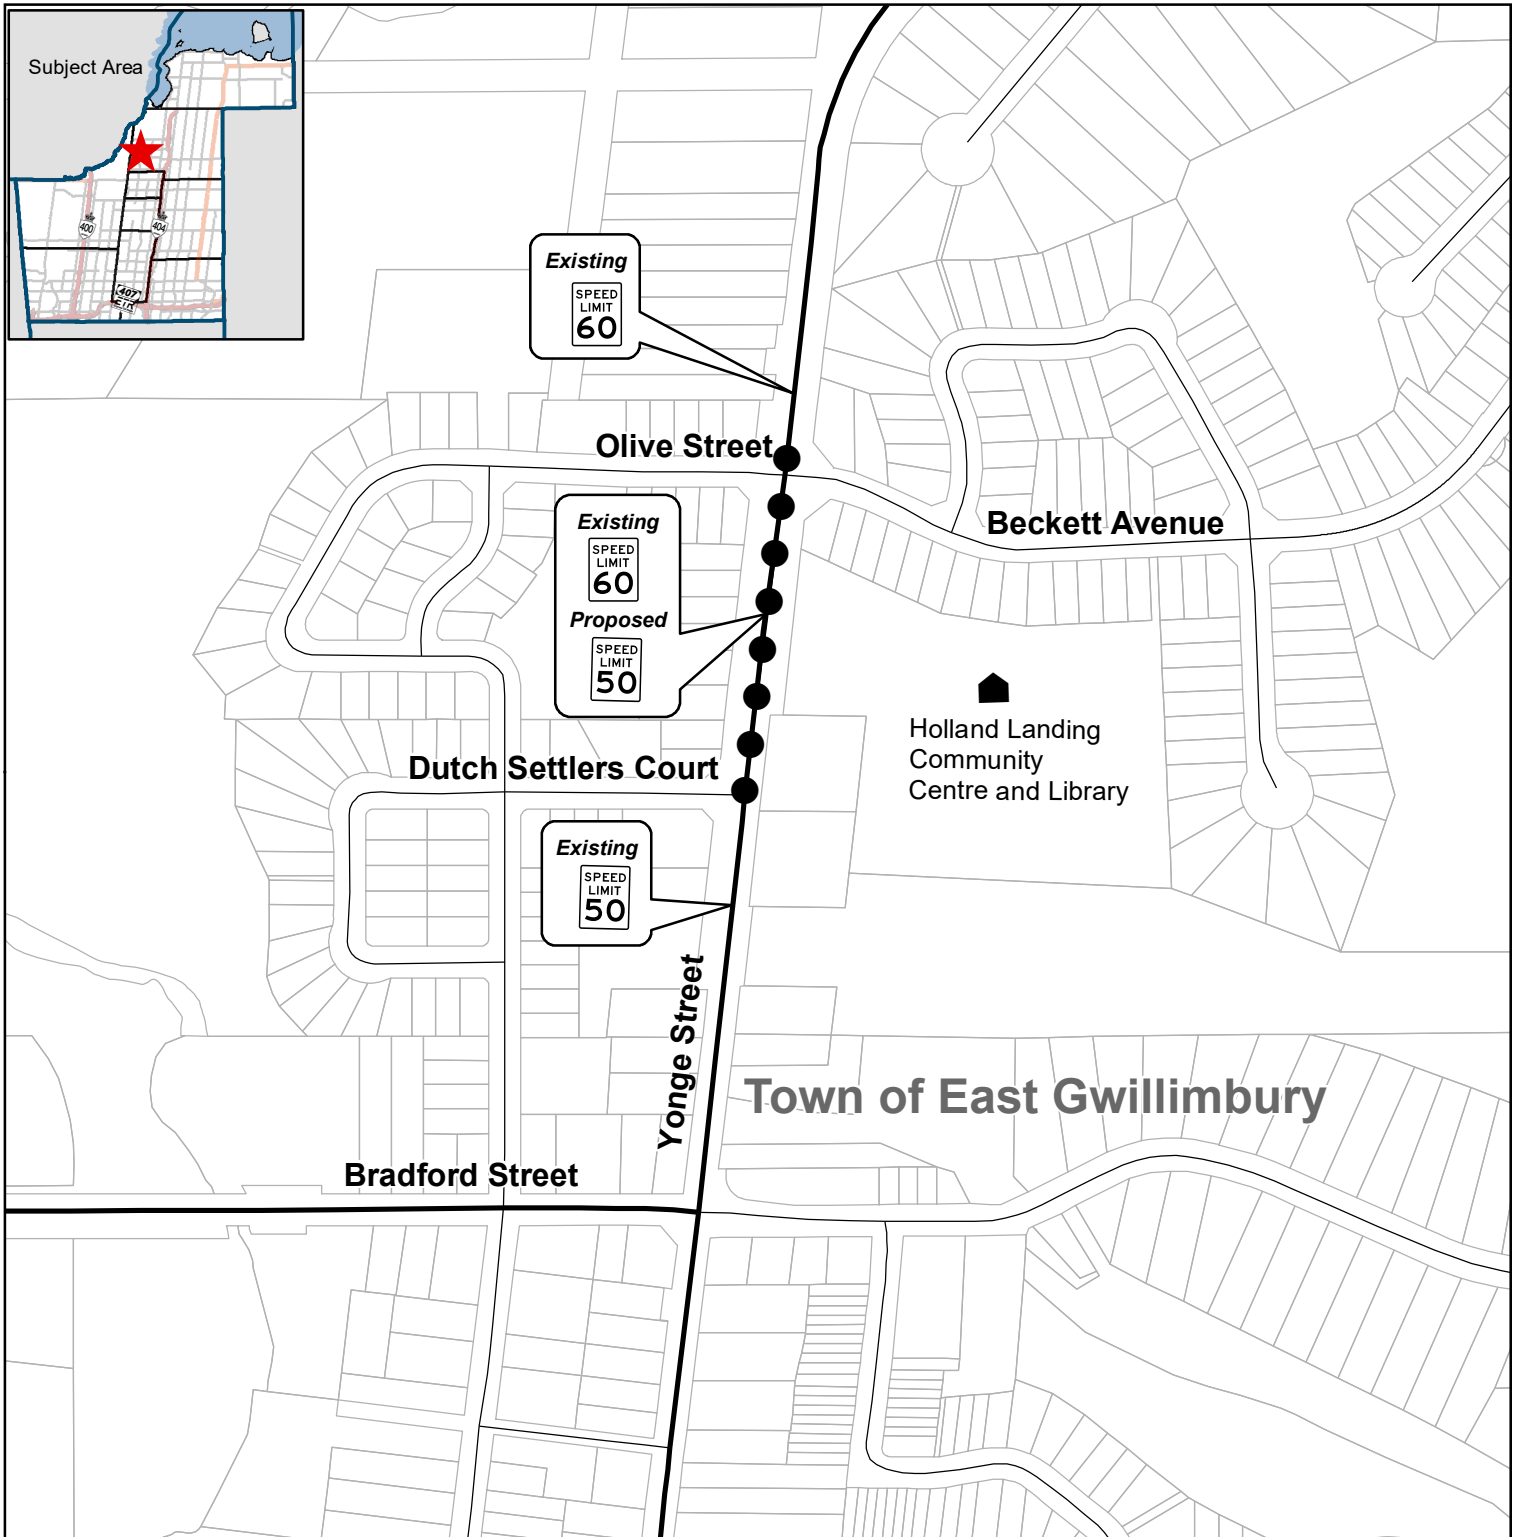 Subject Area
400
404
407
ETR
Existing
SPEED
LIMIT
60
Olive Street
Existing
SPEED
LIMIT
60
Proposed
SPEED
LIMIT
50
Beckett Avenue
Holland Landing
Community
Centre and Library
Dutch Settlers Court
Existing
SPEED
LIMIT
50
Yonge Street
Town of East Gwillimbury
Bradford Street